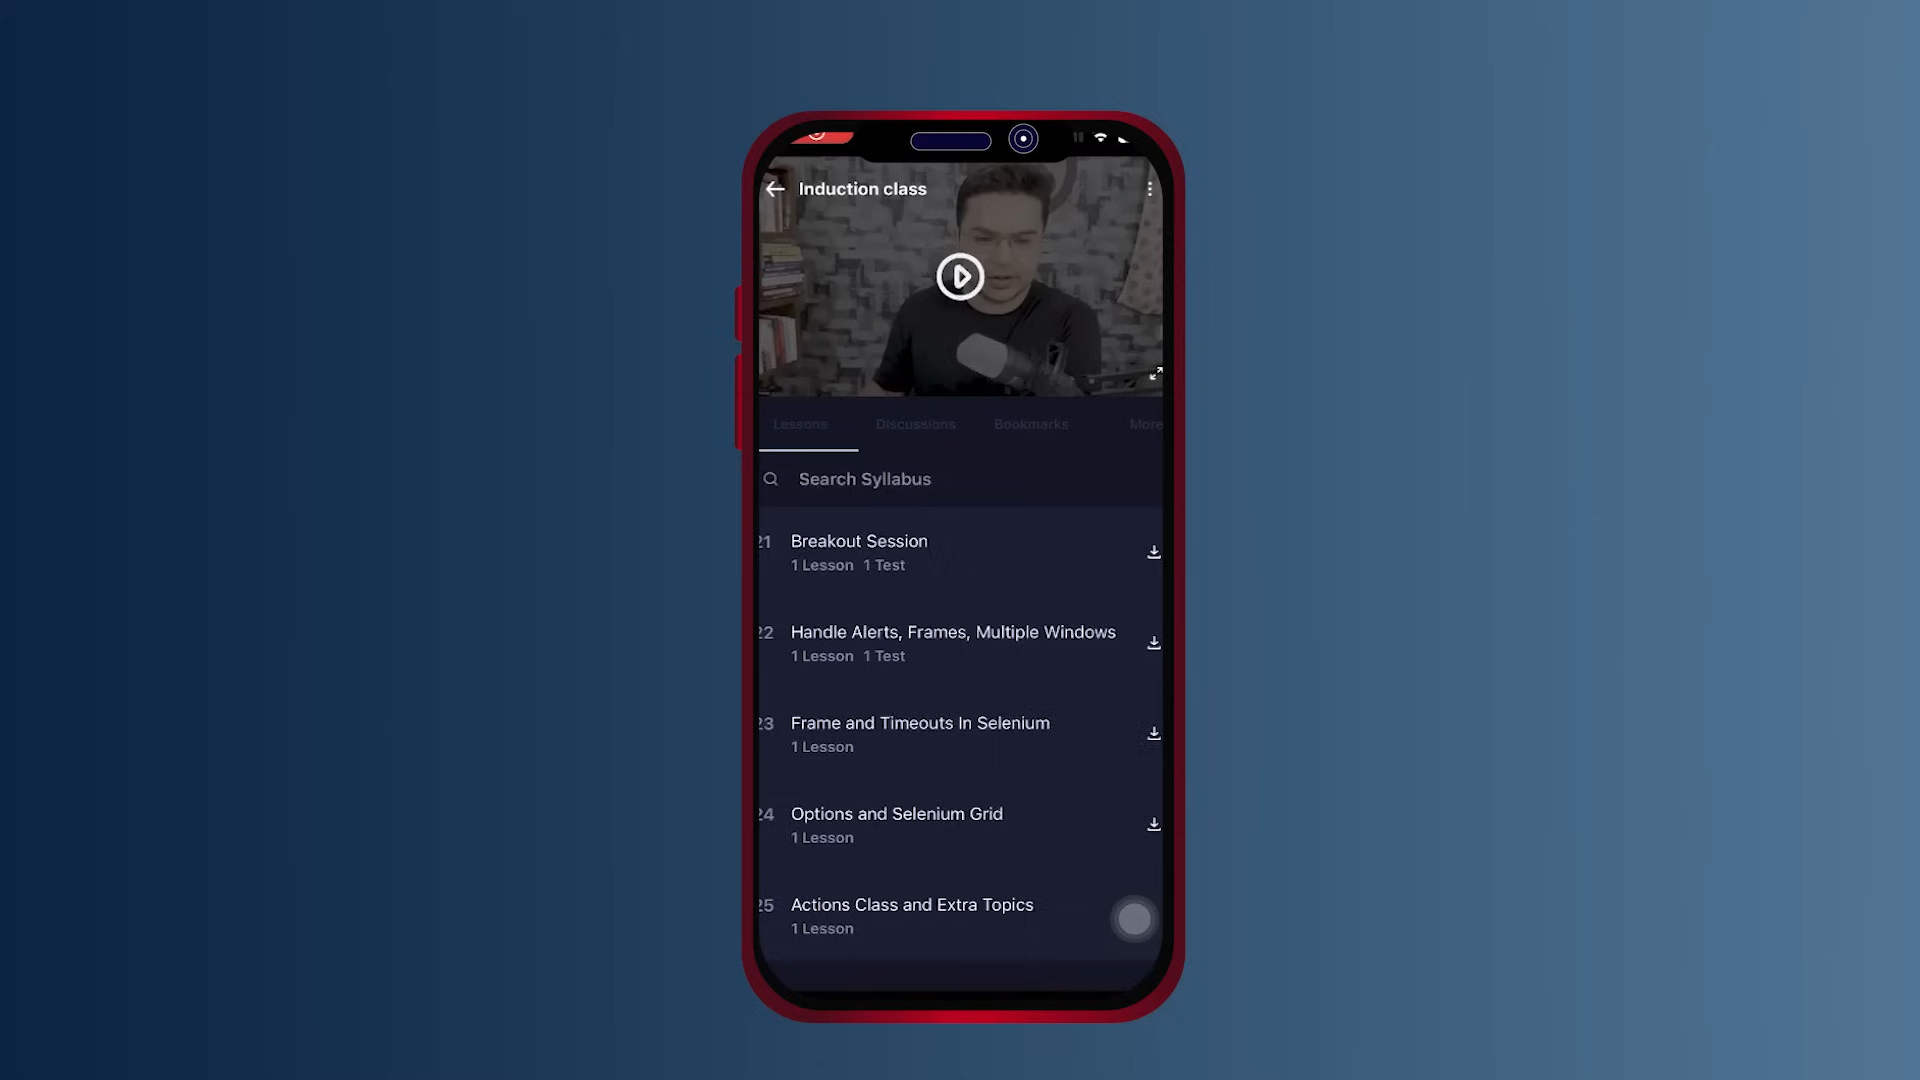 Induction class
Lessons Discussions Bookmarks More
Search Syllabus
21 Breakout Session
1 Lesson 1 Test
22 Handle Alerts, Frames, Multiple Windows
1 Lesson 1 Test
23 Frame and Timeouts In Selenium
1 Lesson
24 Options and Selenium Grid
1 Lesson
25 Actions Class and Extra Topics
1 Lesson